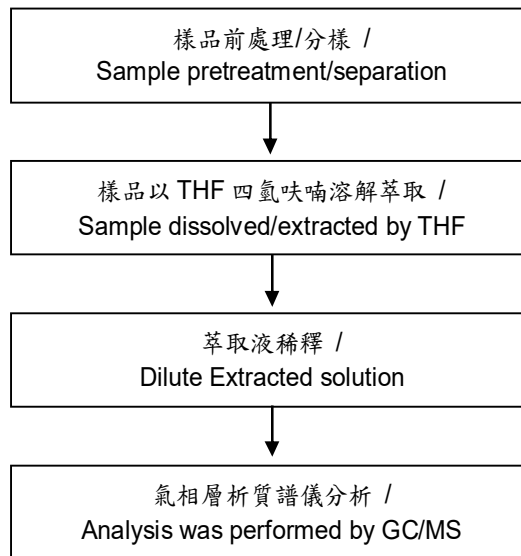 樣品前處理/分樣 /
Sample pretreatment/separation
樣品以 THF 四氫呋喃溶解萃取 /
Sample dissolved/extracted by THF
萃取液稀釋 /
Dilute Extracted solution
氣相層析質譜儀分析 /
Analysis was performed by GC/MS